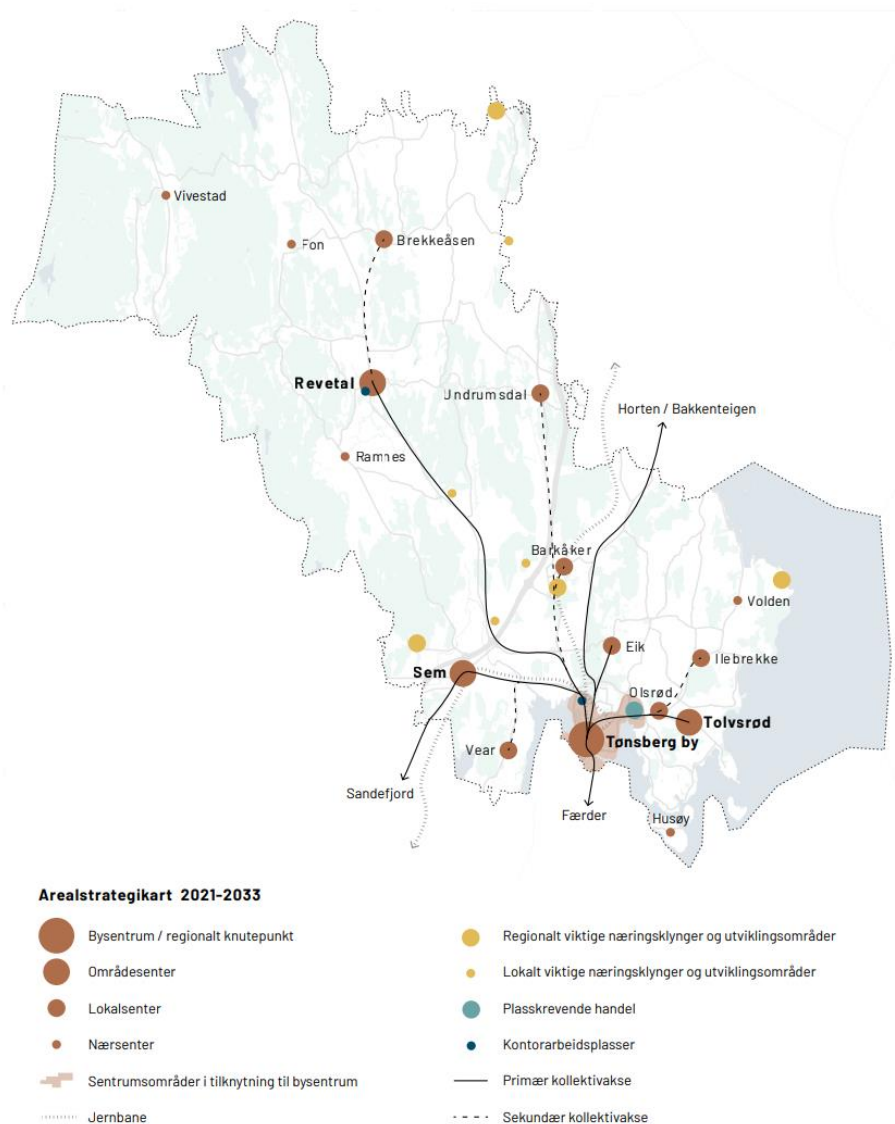 Vivestad
Fon
Brekkeåsen
Revetal
Undrumsdal
Horten / Bakkenteigen
Ramnes
Barkåker
Volden
Eik
Ilebrekke
Sem
Olsrød
Tolvsrød
Tønsberg by
Vear
Sandefjord
Færder
Husøy
Arealstrategikart 2021-2033
Bysentrum / regionalt knutepunkt
Områdesenter
Lokalsenter
Nærsenter
Sentrumsområder i tilknytning til bysentrum
Jernbane
Regionalt viktige næringsklynger og utviklingsområder
Lokalt viktige næringsklynger og utviklingsområder
Plasskrevende handel
Kontorarbeidsplasser
Primær kollektivakse
Sekundær kollektivakse